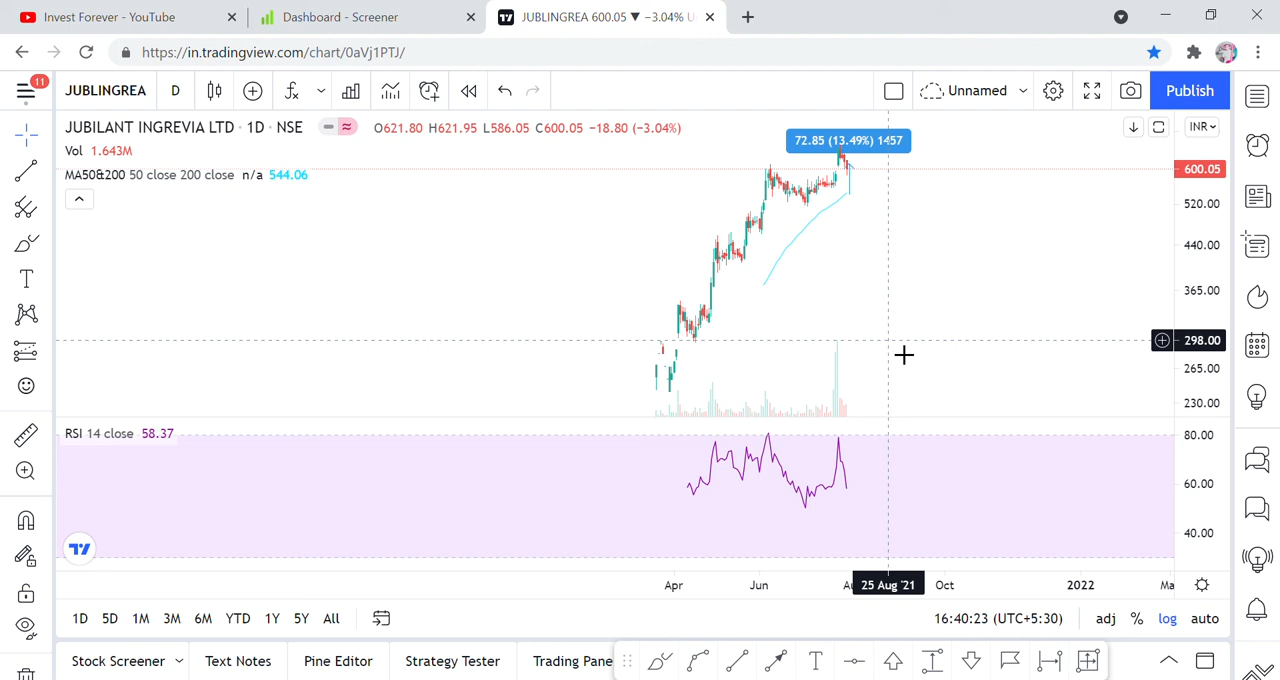 Invest Forever - YouTube
Dashboard - Screener
JUBLINGREA 600.05 ▼ −3.04% U
https://in.tradingview.com/chart/0aVj1PTJ/
11
JUBLINGREA
D
Unnamed
Publish
JUBILANT INGREVIA LTD · 1D · NSE
O621.80 H621.95 L586.05 C600.05 −18.80 (−3.04%)
INR
72.85 (13.49%) 1457
Vol 1.643M
MA50&200 50 close 200 close n/a 544.06
600.05
520.00
440.00
365.00
298.00
265.00
230.00
RSI 14 close 58.37
80.00
60.00
40.00
Apr
Jun
25 Aug '21
Oct
2022
Ma
1D 5D 1M 3M 6M YTD 1Y 5Y All
16:40:23 (UTC+5:30)
adj % log auto
Stock Screener
Text Notes
Pine Editor
Strategy Tester
Trading Pane